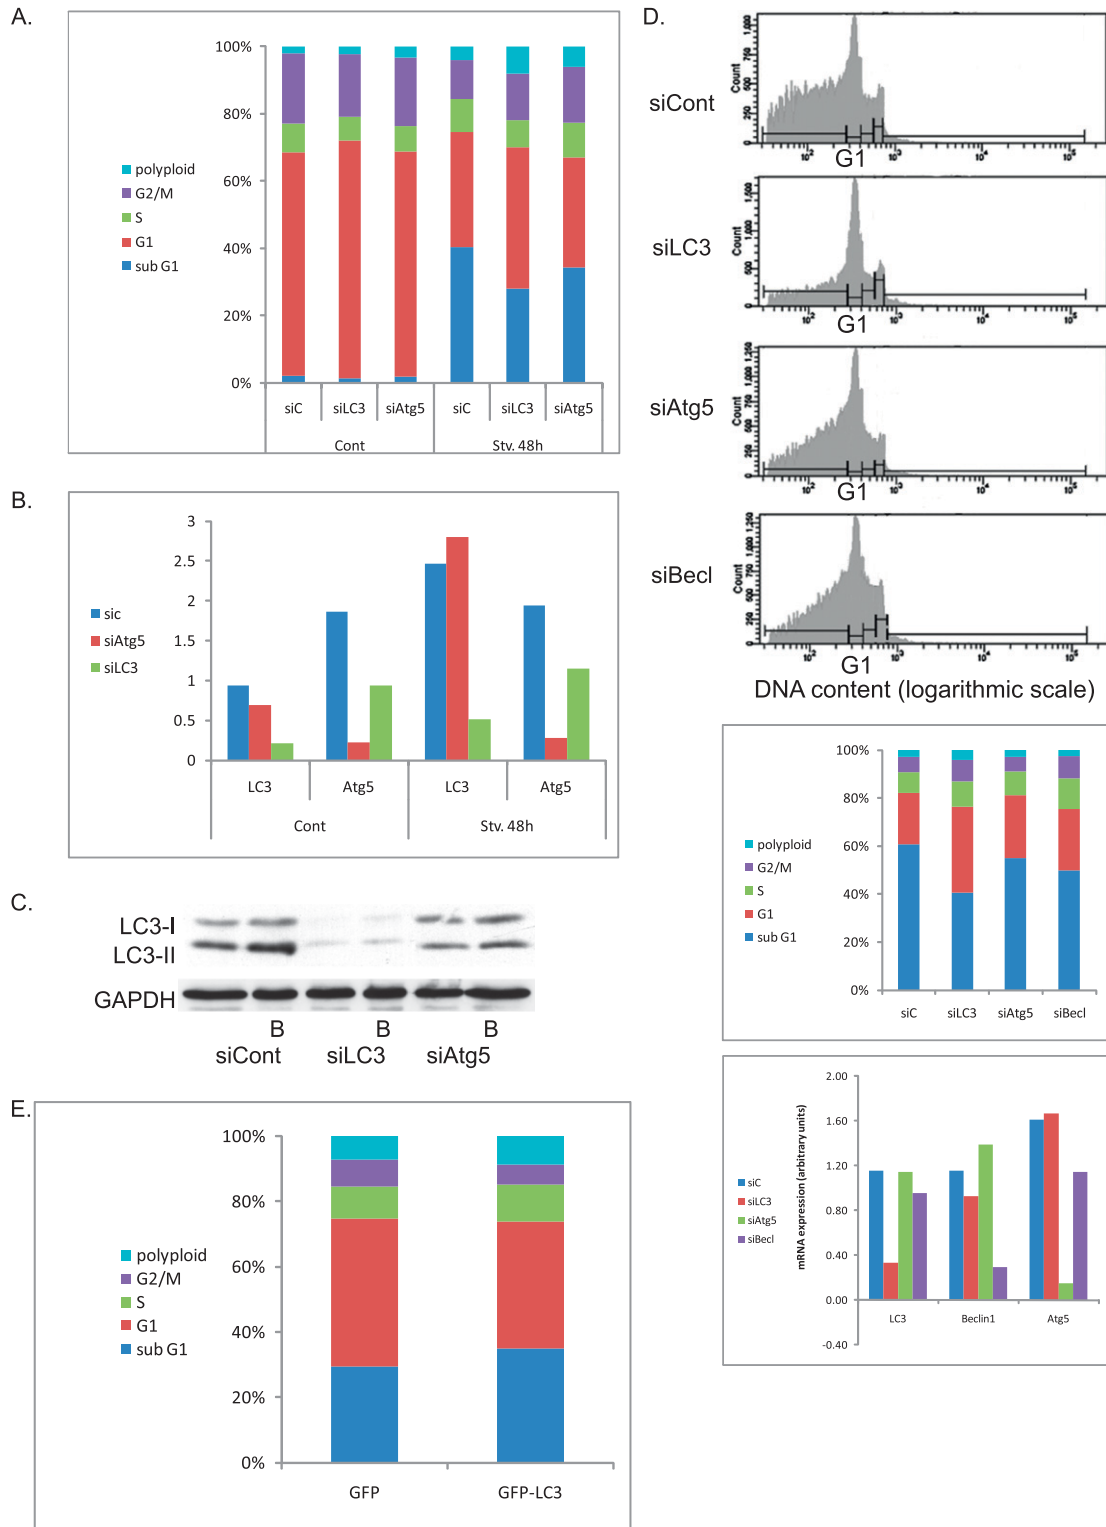 A.
100%
80%
60%
40%
20%
0%
polyploid
G2/M
S
G1
sub G1
siC siLC3 siAtg5 siC siLC3 siAtg5
Cont Stv. 48h
B.
3
2.5
2
1.5
1
0.5
0
sic
siAtg5
siLC3
LC3 Atg5 LC3 Atg5
Cont Stv. 48h
C.
LC3-I
LC3-II
GAPDH
B B B
siCont siLC3 siAtg5
D.
siCont
Count
G1
siLC3
Count
G1
siAtg5
Count
G1
siBecl
Count
G1
DNA content (logarithmic scale)
100%
80%
60%
40%
20%
0%
polyploid
G2/M
S
G1
sub G1
siC siLC3 siAtg5 siBecl
mRNA expression (arbitrary units)
2.00
1.60
1.20
0.80
0.40
0.00
-0.40
siC
siLC3
siAtg5
siBecl
LC3 Beclin1 Atg5
E.
100%
80%
60%
40%
20%
0%
polyploid
G2/M
S
G1
sub G1
GFP GFP-LC3